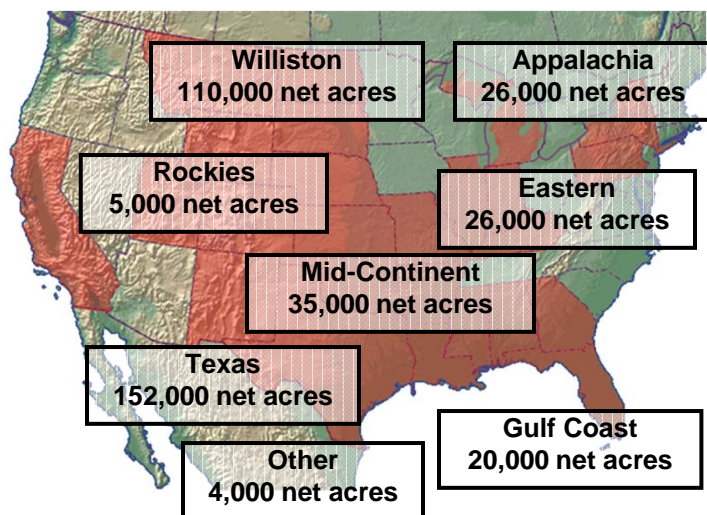 Williston
110,000 net acres
Appalachia
26,000 net acres
Rockies
5,000 net acres
Eastern
26,000 net acres
Mid-Continent
35,000 net acres
Texas
152,000 net acres
Gulf Coast
20,000 net acres
Other
4,000 net acres